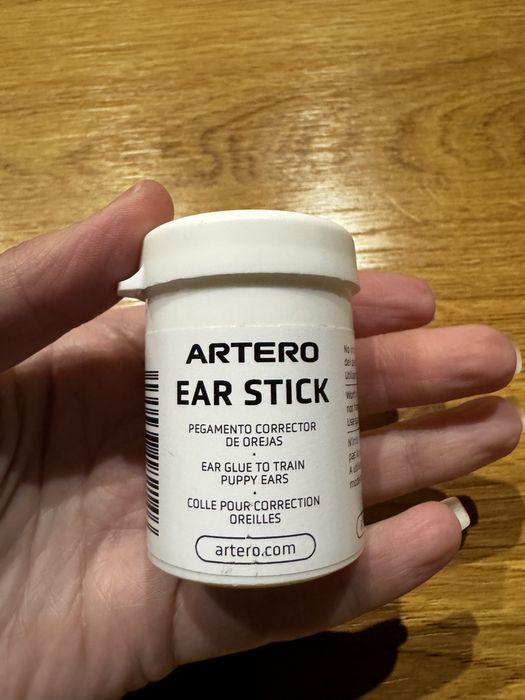 ARTERO
EAR STICK
PEGAMENTO CORRECTOR
DE OREJAS
•
EAR GLUE TO TRAIN
PUPPY EARS
•
COLLE POUR CORRECTION
OREILLES
artero.com